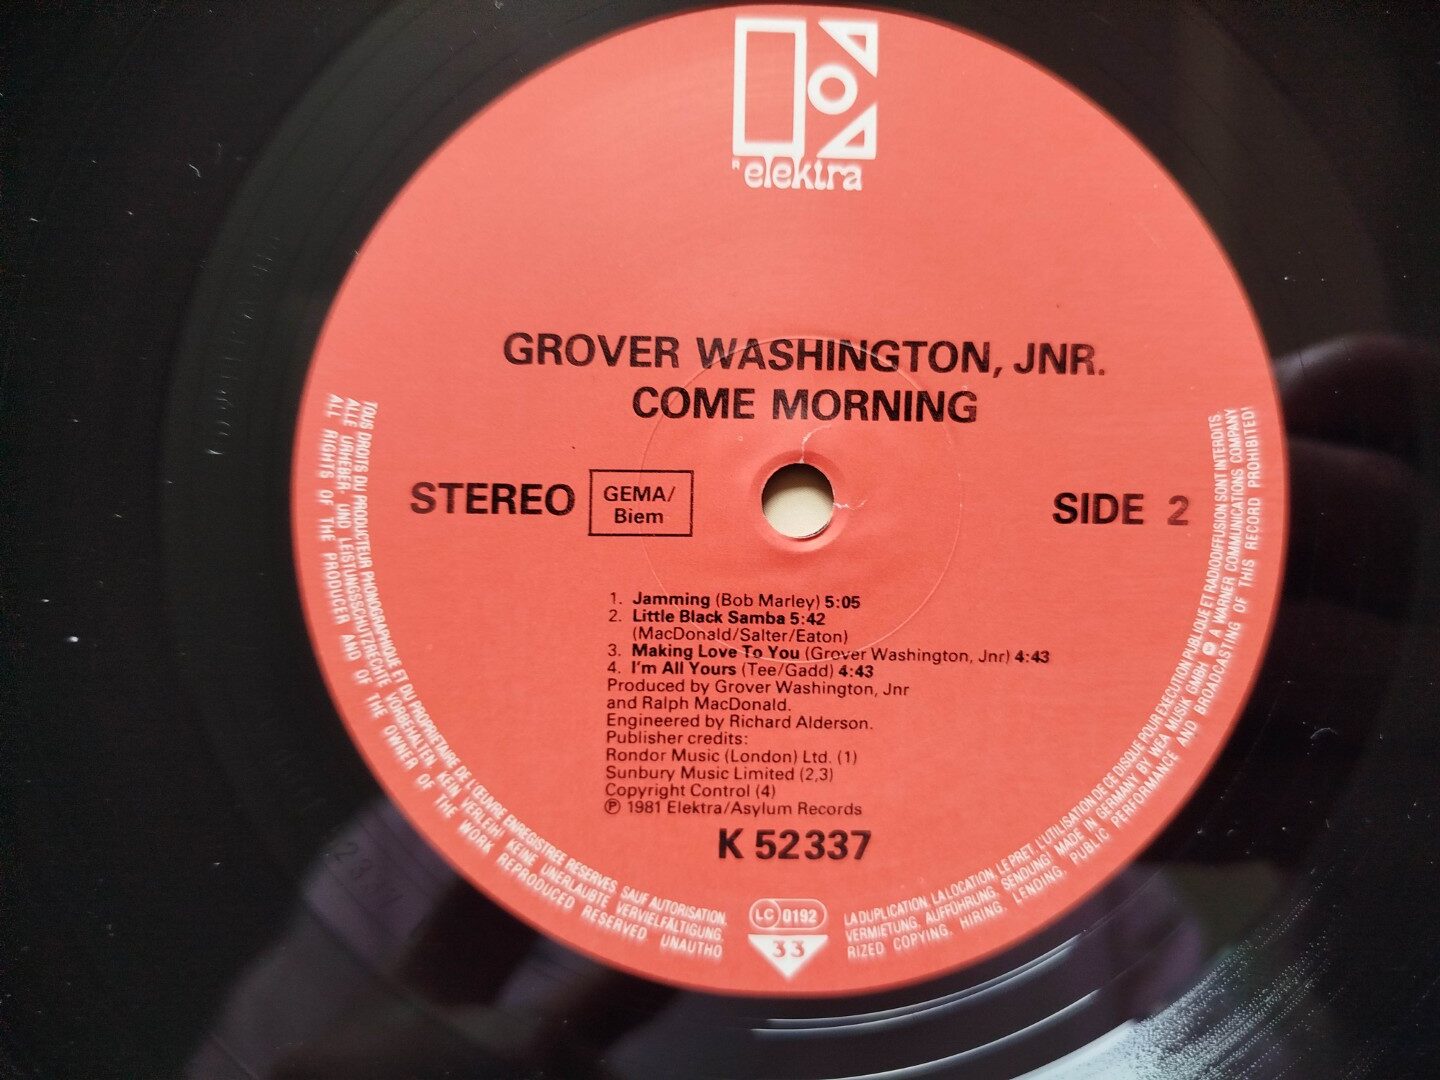 elektra
GROVER WASHINGTON, JNR.
COME MORNING
STEREO
GEMA/
Biem
SIDE 2
1. Jamming (Bob Marley) 5:05
2. Little Black Samba 5:42
(MacDonald/Salter/Eaton)
3. Making Love To You (Grover Washington, Jnr) 4:43
4. I'm All Yours (Tee/Gadd) 4:43
Produced by Grover Washington, Jnr
and Ralph MacDonald.
Engineered by Richard Alderson.
Publisher credits:
Rondor Music (London) Ltd. (1)
Sunbury Music Limited (2,3)
Copyright Control (4)
℗ 1981 Elektra/Asylum Records
K 52337
LC 0192
33
TOUS DROITS DU PRODUCTEUR PHONOGRAPHIQUE ET DU PROPRIETAIRE DE L'ŒUVRE ENREGISTREE RESERVES SAUF AUTORISATION,
LA DUPLICATION, LA LOCATION, LE PRET, L'UTILISATION DE CE DISQUE POUR EXECUTION PUBLIQUE ET RADIODIFFUSION SONT INTERDITS.
ALLE URHEBER- UND LEISTUNGSSCHUTZRECHTE VORBEHALTEN KEIN VERLEIH! KEINE UNERLAUBTE VERVIELFÄLTIGUNG,
VERMIETUNG, AUFFÜHRUNG, SENDUNG! MADE IN GERMANY BY WEA MUSIK GMBH A WARNER COMMUNICATIONS COMPANY
ALL RIGHTS OF THE PRODUCER AND OF THE OWNER OF THE WORK REPRODUCED RESERVED UNAUTHO
RIZED COPYING, HIRING, LENDING, PUBLIC PERFORMANCE AND BROADCASTING OF THIS RECORD PROHIBITED!